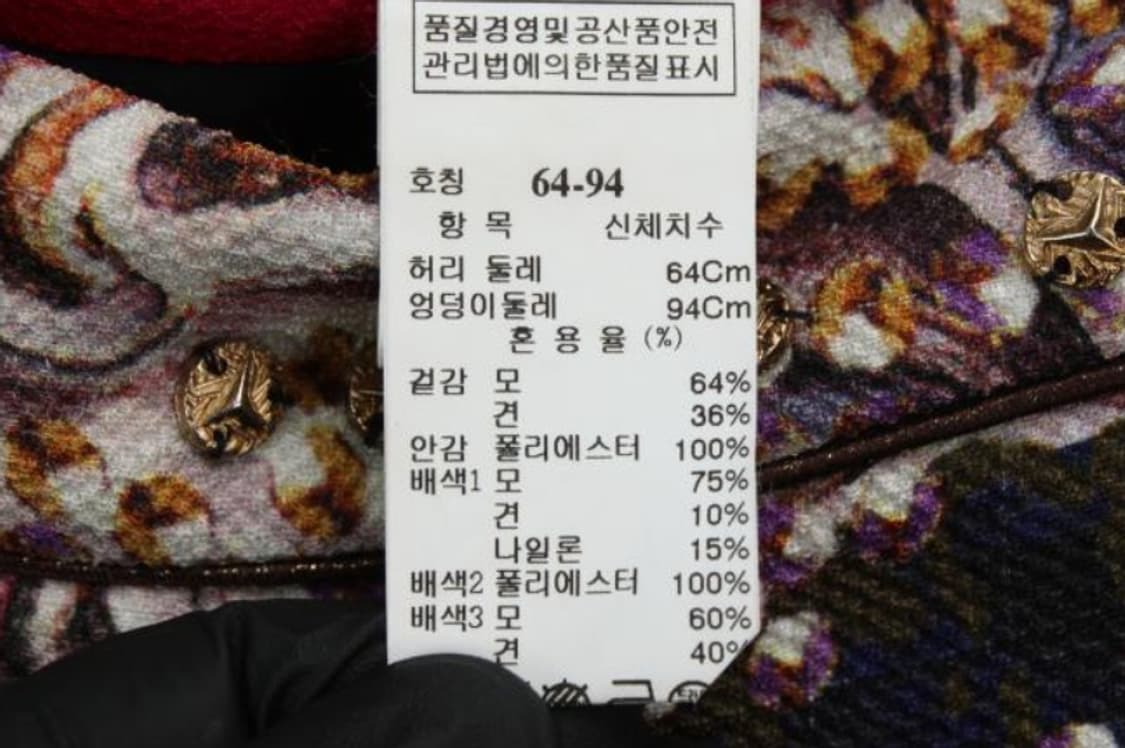 품질경영및공산품안전
관리법에의한품질표시
호칭 64-94
항 목 신체치수
허리 둘레 64Cm
엉덩이둘레 94Cm
혼 용 율 (%)
겉감 모 64%
견 36%
안감 폴리에스터 100%
배색1 모 75%
견 10%
나일론 15%
배색2 폴리에스터 100%
배색3 모 60%
견 40%